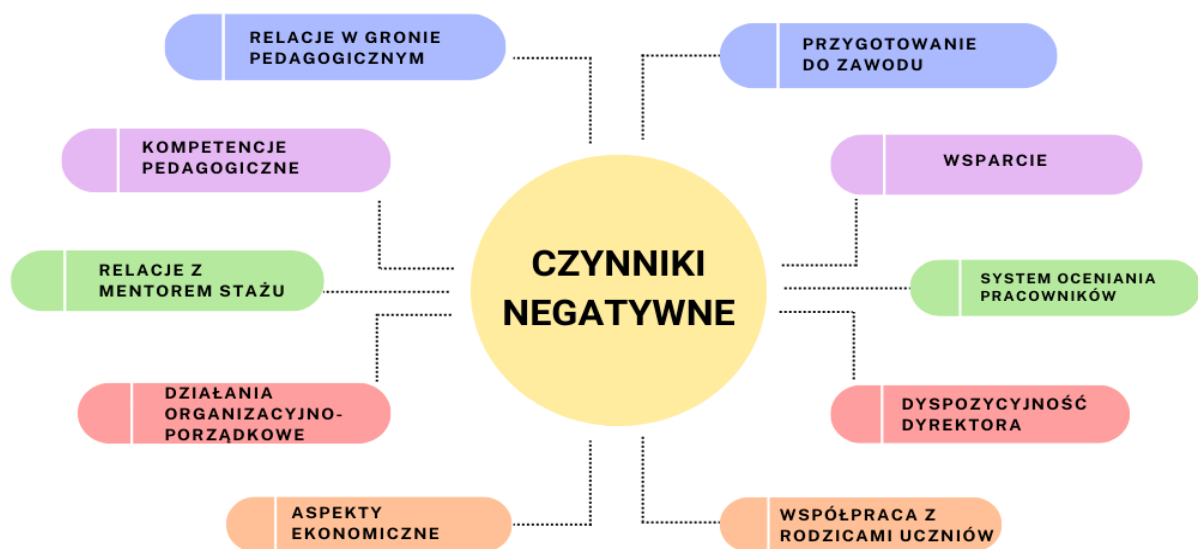 RELACJE W GRONIE
PEDAGOGICZNYM
PRZYGOTOWANIE
DO ZAWODU
KOMPETENCJE
PEDAGOGICZNE
WSPARCIE
CZYNNIKI
NEGATYWNE
RELACJE Z
MENTOREM STAŻU
SYSTEM OCENIANIA
PRACOWNIKÓW
DZIAŁANIA
ORGANIZACYJNO-
PORZĄDKOWE
DYSPOZYCYJNOŚĆ
DYREKTORA
ASPEKTY
EKONOMICZNE
WSPÓŁPRACA Z
RODZICAMI UCZNIÓW